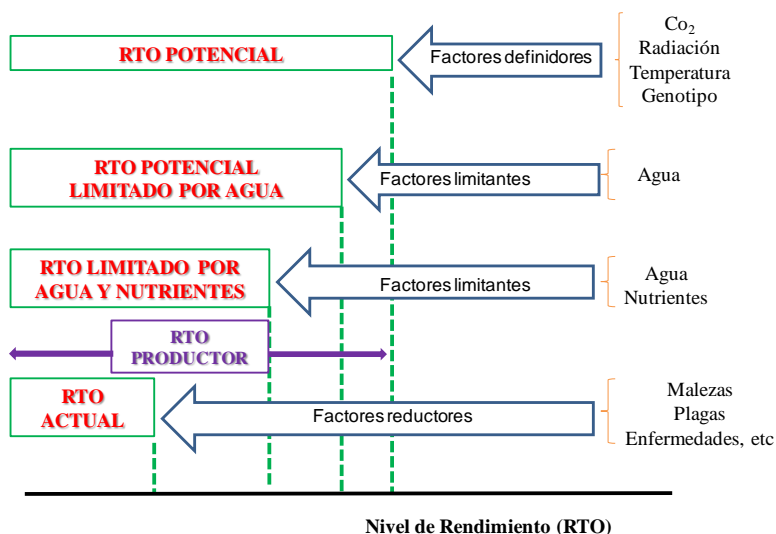 RTO POTENCIAL
Factores definidores
Co₂
Radiación
Temperatura
Genotipo
RTO POTENCIAL
LIMITADO POR AGUA
Factores limitantes
Agua
RTO LIMITADO POR
AGUA Y NUTRIENTES
Factores limitantes
Agua
Nutrientes
RTO
PRODUCTOR
RTO
ACTUAL
Factores reductores
Malezas
Plagas
Enfermedades, etc
Nivel de Rendimiento (RTO)